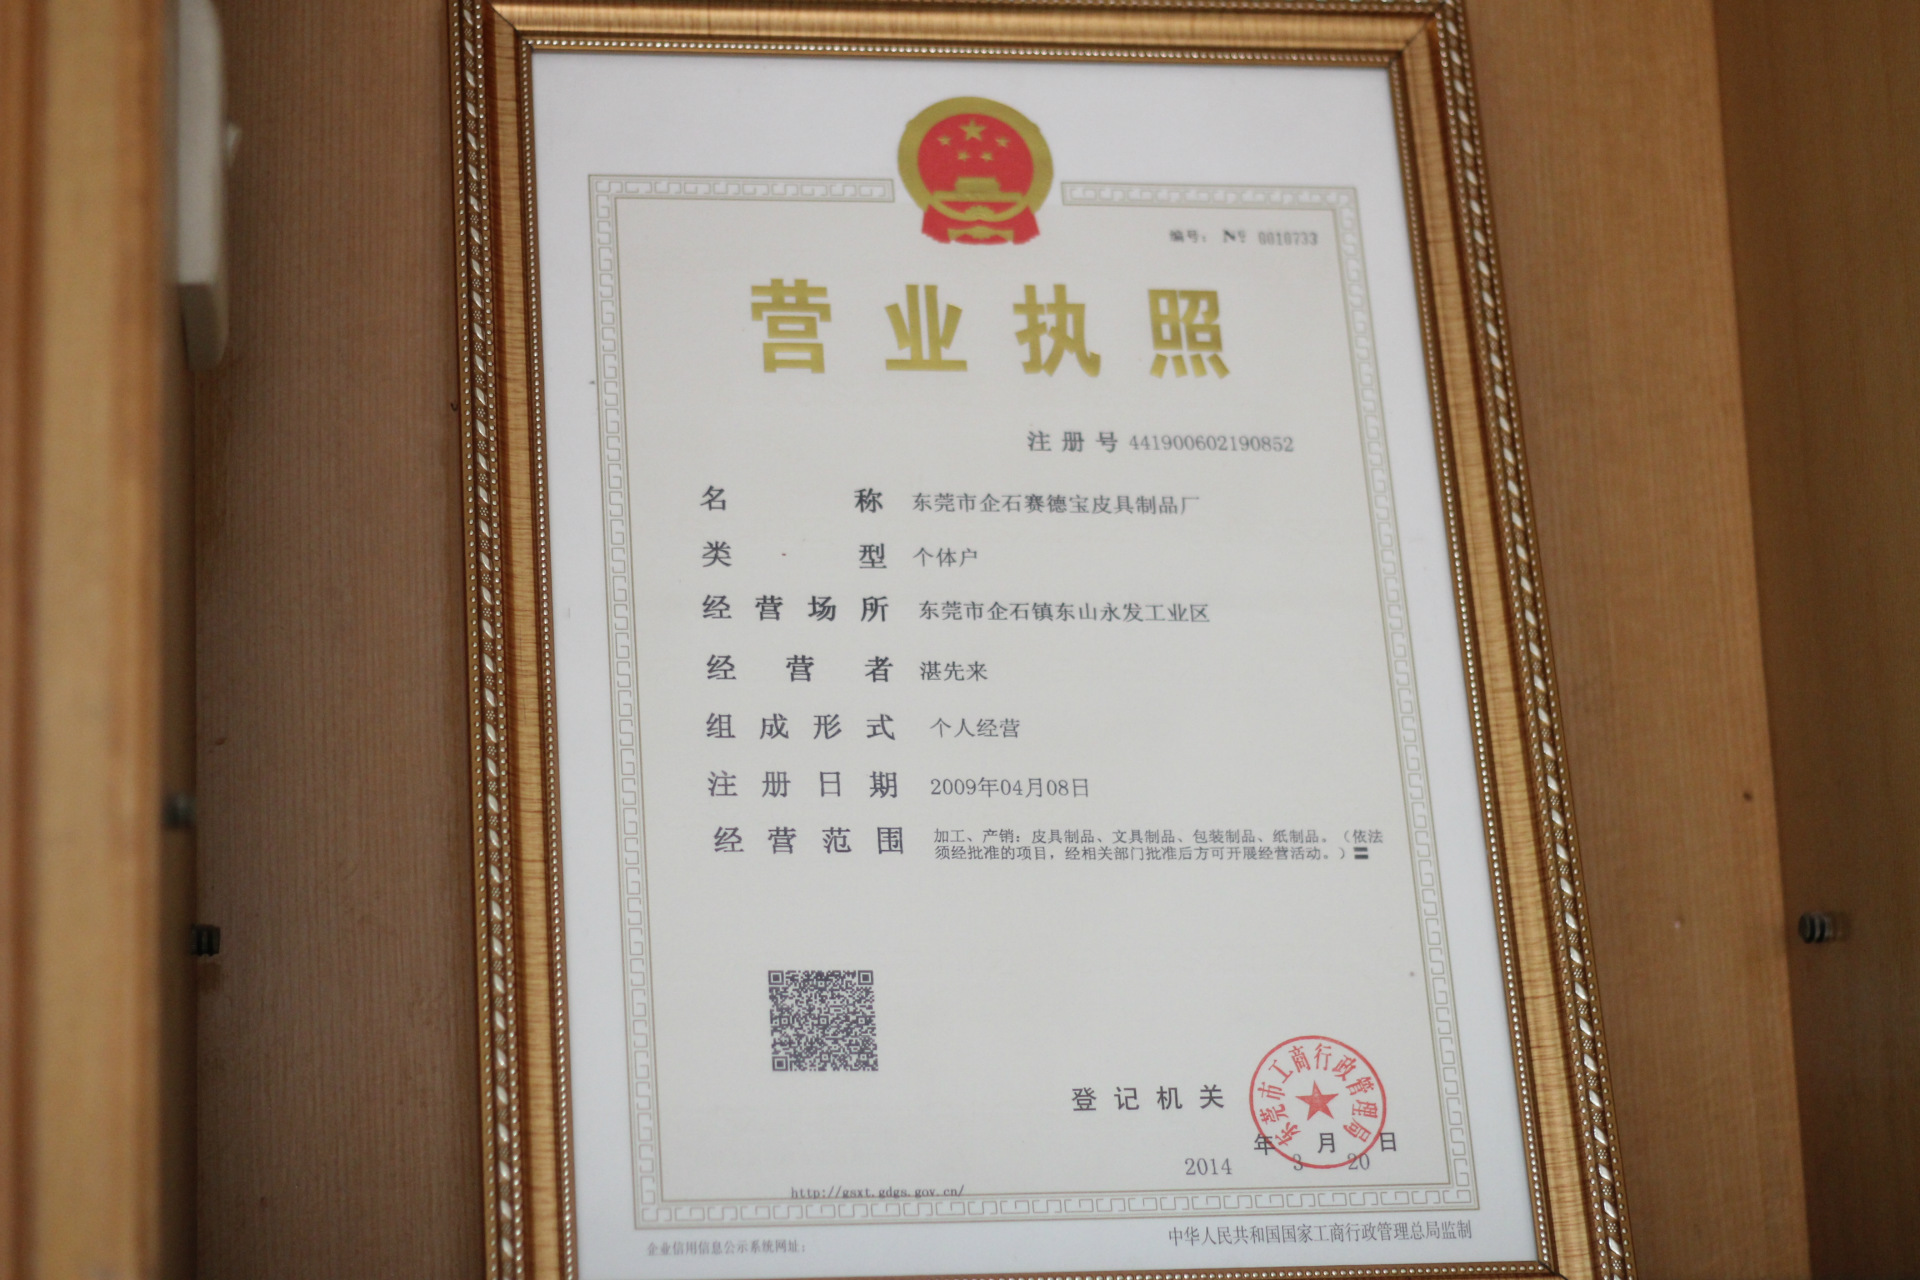 编号: № 0010733
营业执照
注册号 441900602190852
名称 东莞市企石赛德宝皮具制品厂
类型 个体户
经营场所 东莞市企石镇东山永发工业区
经营者 湛先来
组成形式 个人经营
注册日期 2009年04月08日
经营范围 加工、产销：皮具制品、文具制品、包装制品、纸制品。（依法
须经批准的项目，经相关部门批准后方可开展经营活动。）〓
登记机关
东莞市工商行政管理局
年 月 日
2014 3 20
http://gsxt.gdgs.gov.cn/
企业信用信息公示系统网址：
中华人民共和国国家工商行政管理总局监制